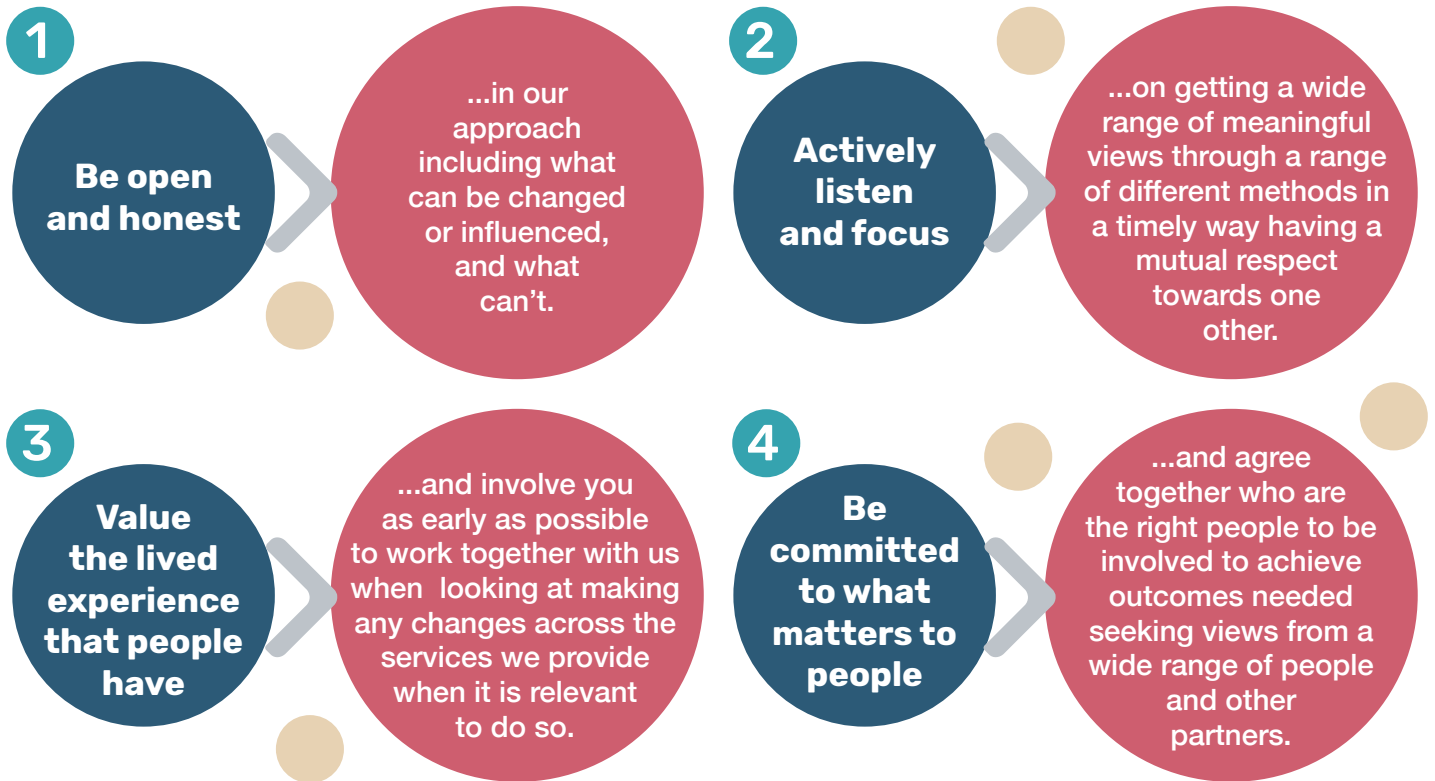 1
Be open
and honest
...in our
approach
including what
can be changed
or influenced,
and what
can't.
2
Actively
listen
and focus
...on getting a wide
range of meaningful
views through a range
of different methods in
a timely way having a
mutual respect
towards one
other.
3
Value
the lived
experience
that people
have
...and involve you
as early as possible
to work together with us
when looking at making
any changes across the
services we provide
when it is relevant
to do so.
4
Be
committed
to what
matters to
people
...and agree
together who are
the right people to be
involved to achieve
outcomes needed
seeking views from a
wide range of people
and other
partners.